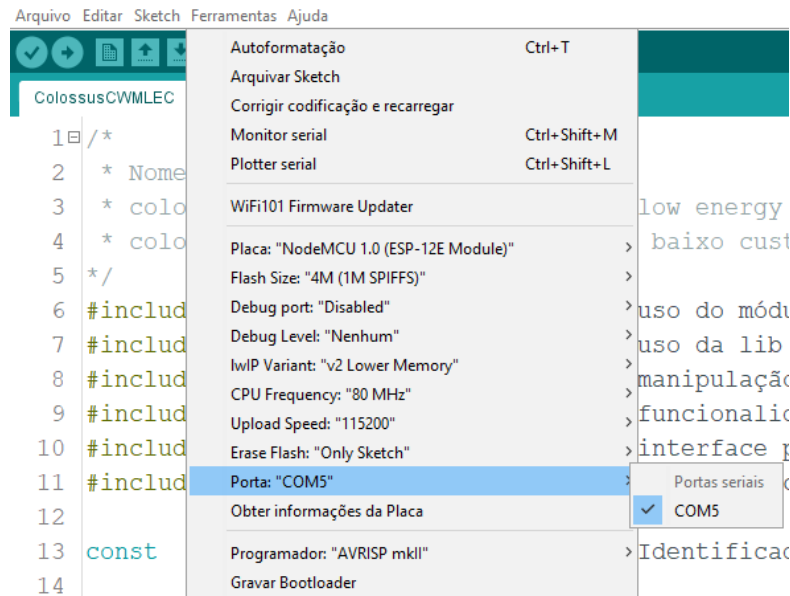 Arquivo Editar Sketch Ferramentas Ajuda
ColossusCWMLEC
Autoformatação Ctrl+T
Arquivar Sketch
Corrigir codificação e recarregar
Monitor serial Ctrl+Shift+M
Plotter serial Ctrl+Shift+L
WiFi101 Firmware Updater
Placa: "NodeMCU 1.0 (ESP-12E Module)"
Flash Size: "4M (1M SPIFFS)"
Debug port: "Disabled"
Debug Level: "Nenhum"
lwIP Variant: "v2 Lower Memory"
CPU Frequency: "80 MHz"
Upload Speed: "115200"
Erase Flash: "Only Sketch"
Porta: "COM5"
Obter informações da Placa
Programador: "AVRISP mkII"
Gravar Bootloader
Portas seriais
COM5
1 /*
2 * Nome
3 * colo low energy
4 * colo baixo cust
5 */
6 #includ uso do módu
7 #includ uso da lib
8 #includ manipulação
9 #includ funcionalid
10 #includ interface p
11 #includ
12
13 const Identificad
14